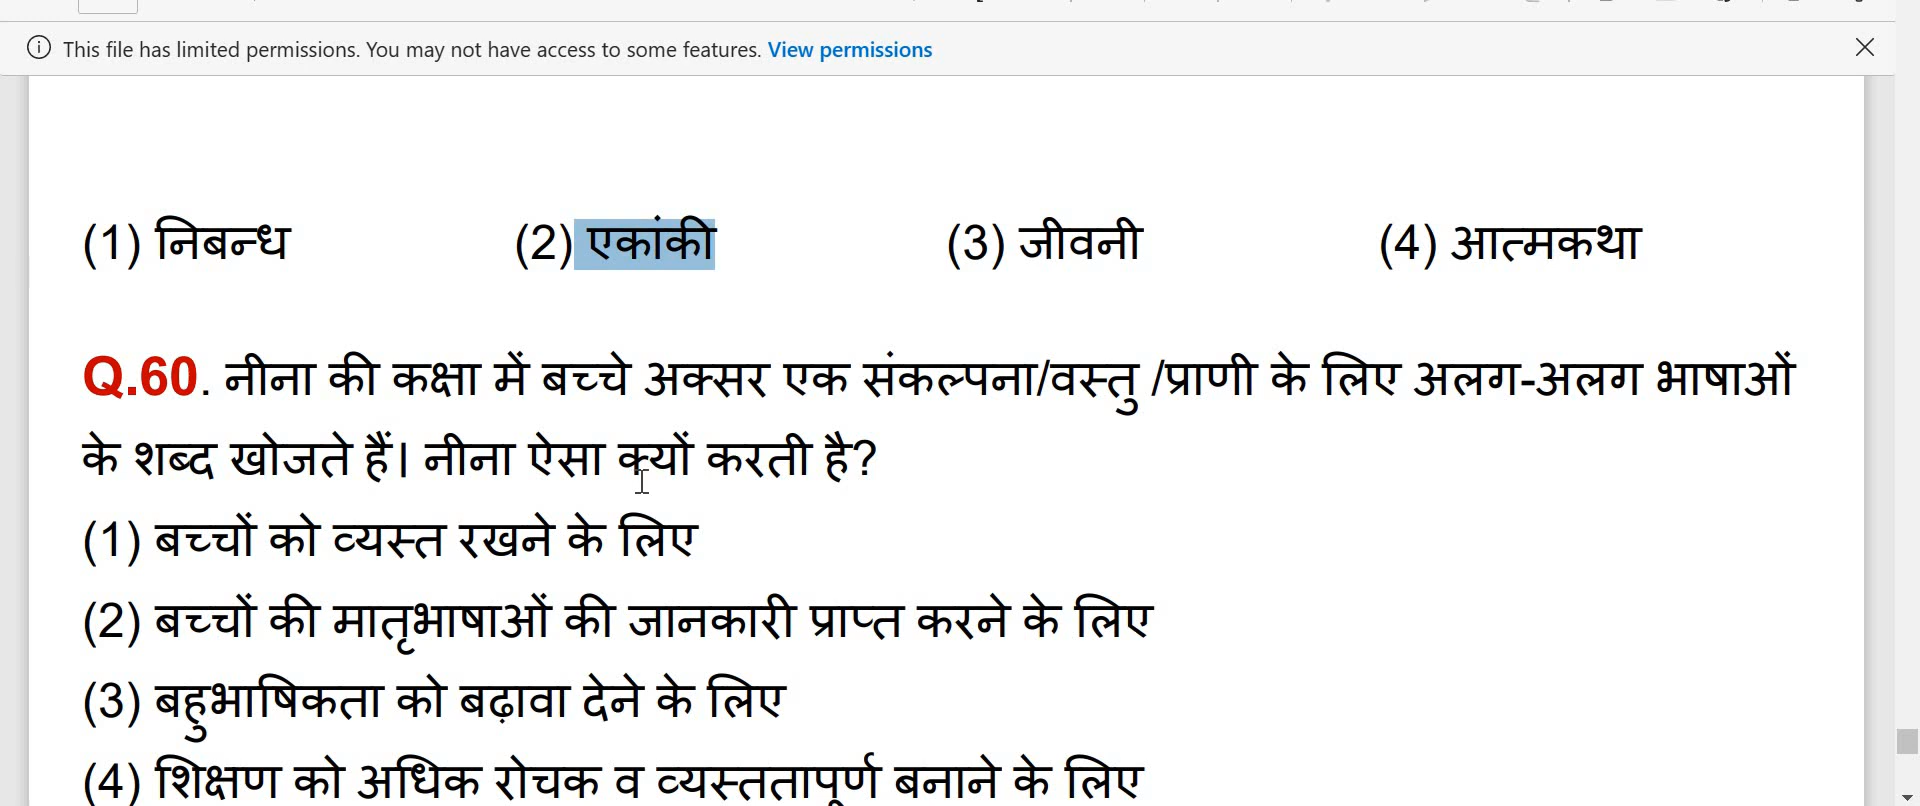 This file has limited permissions. You may not have access to some features. View permissions
(1) निबन्ध (2) एकांकी (3) जीवनी (4) आत्मकथा
Q.60. नीना की कक्षा में बच्चे अक्सर एक संकल्पना/वस्तु /प्राणी के लिए अलग-अलग भाषाओं
के शब्द खोजते हैं। नीना ऐसा क्यों करती है?
(1) बच्चों को व्यस्त रखने के लिए
(2) बच्चों की मातृभाषाओं की जानकारी प्राप्त करने के लिए
(3) बहुभाषिकता को बढ़ावा देने के लिए
(4) शिक्षण को अधिक रोचक व व्यस्ततापूर्ण बनाने के लिए